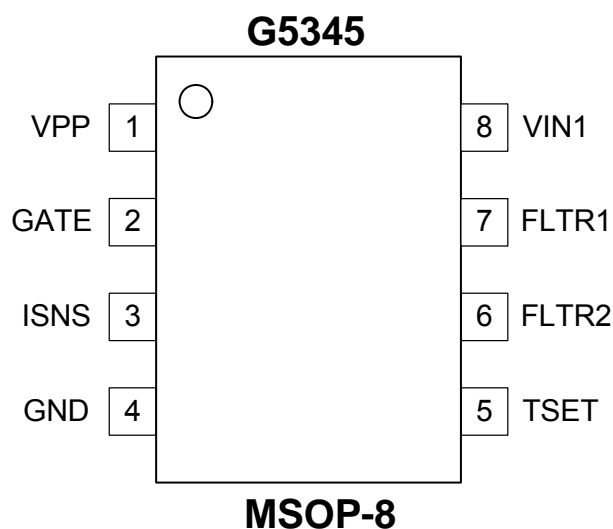 G5345
VPP 1 8 VIN1
GATE 2 7 FLTR1
ISNS 3 6 FLTR2
GND 4 5 TSET
MSOP-8